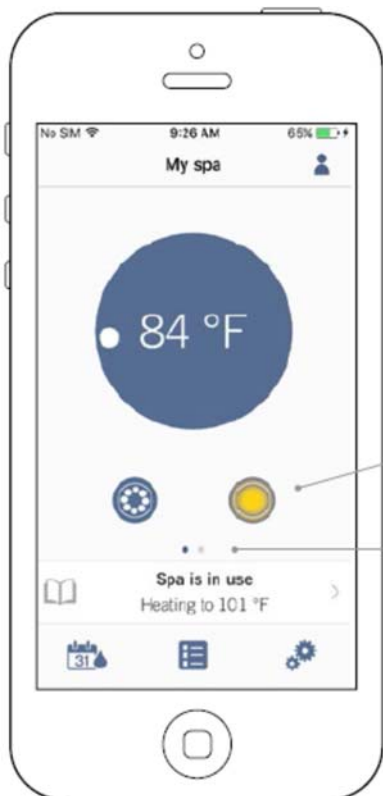 No SIM 9:26 AM 65%
My spa
84 °F
Spa is in use
Heating to 101 °F
31